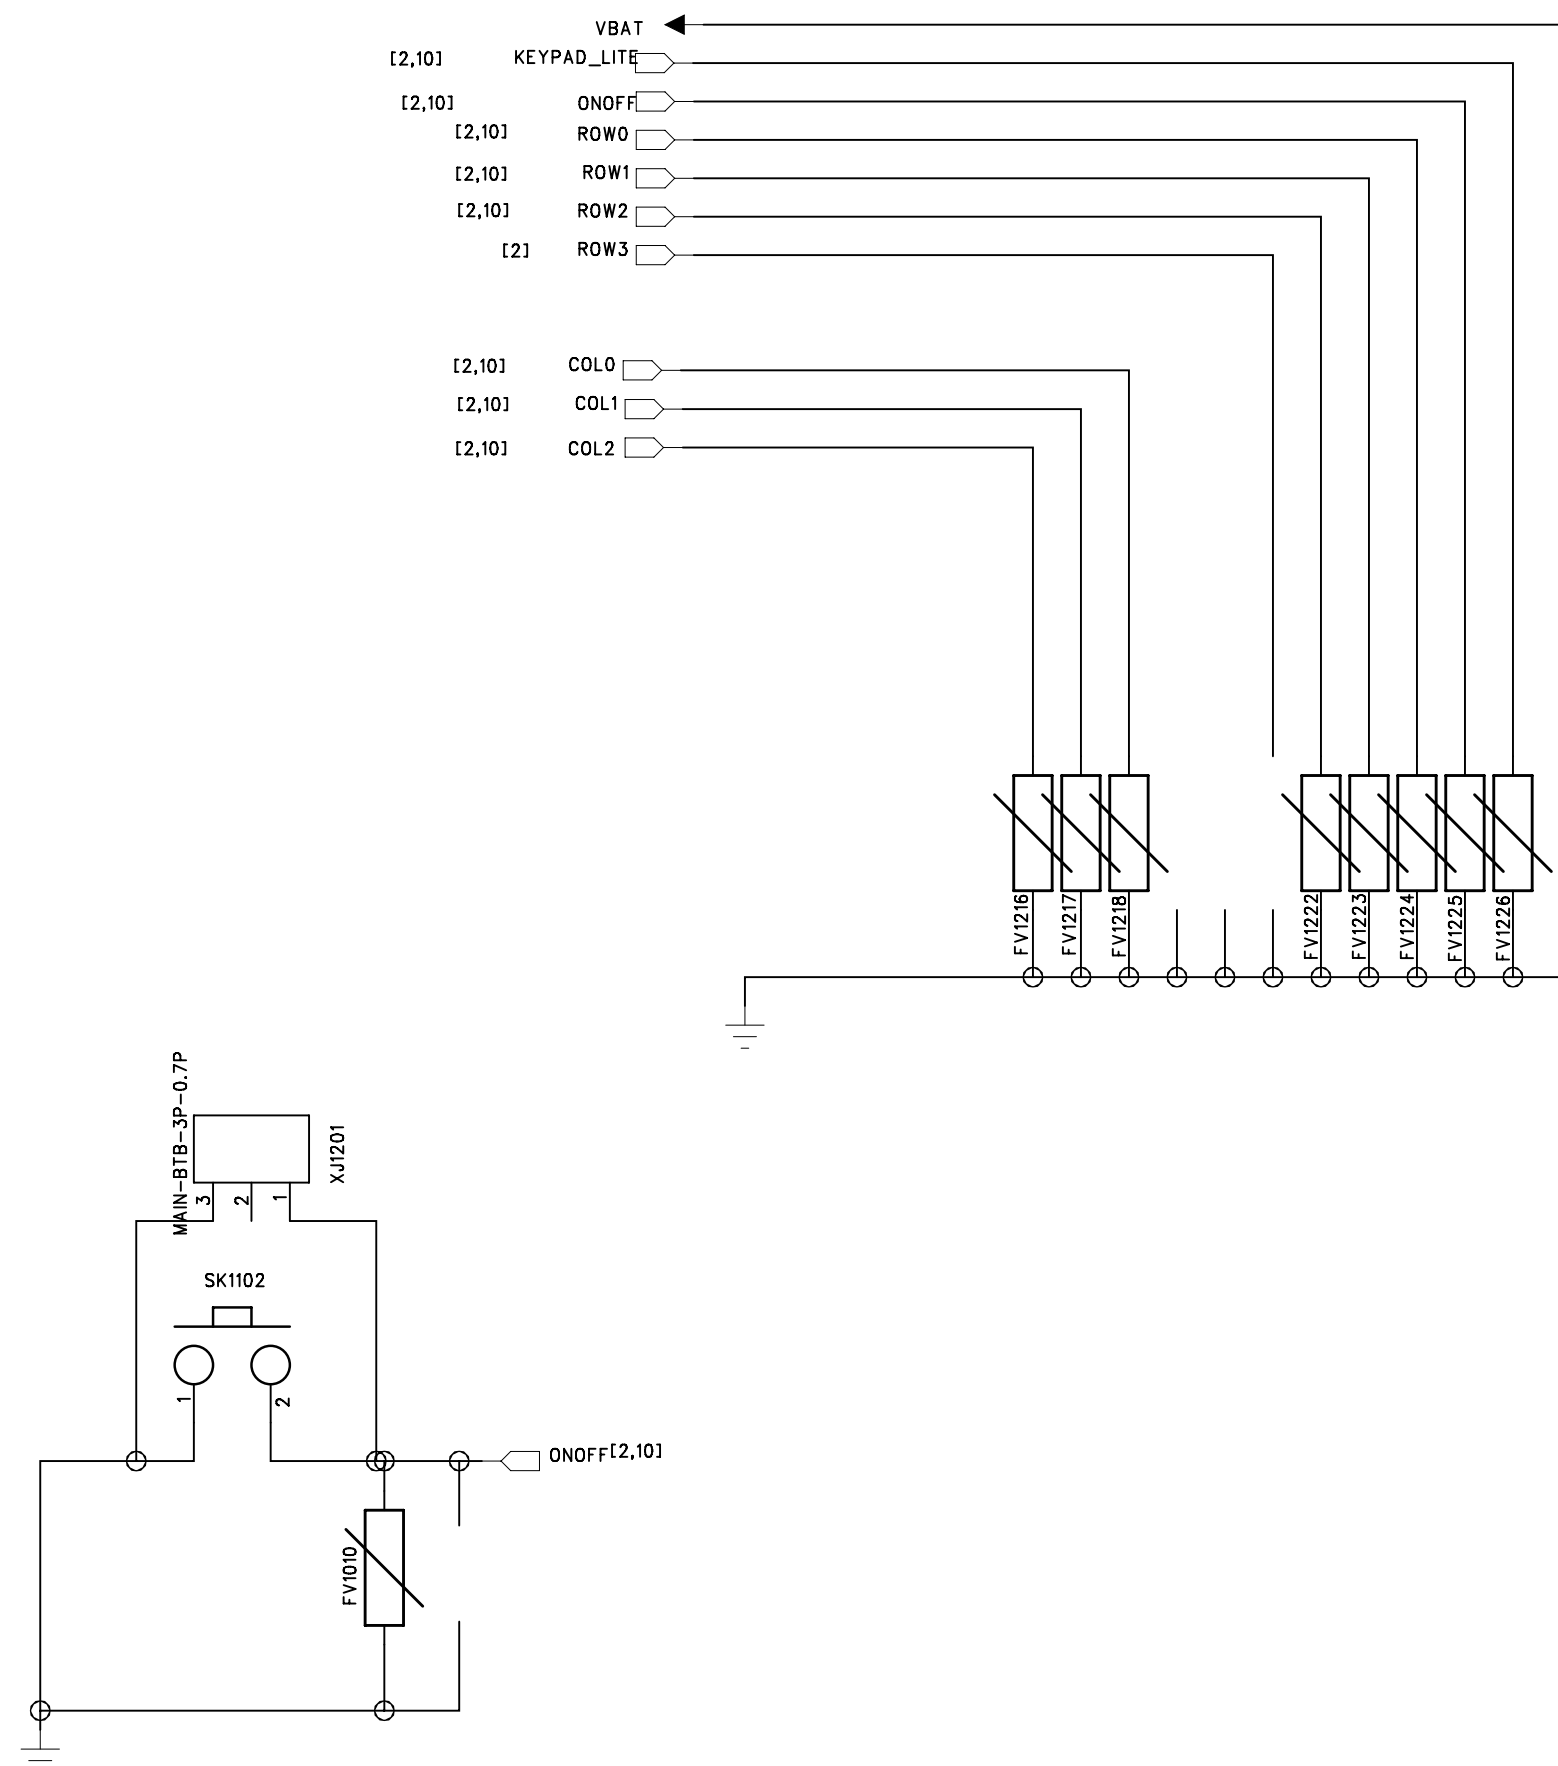 VBAT
[2,10] KEYPAD_LITE
[2,10] ONOFF
[2,10] ROW0
[2,10] ROW1
[2,10] ROW2
[2] ROW3
[2,10] COL0
[2,10] COL1
[2,10] COL2
FV1216
FV1217
FV1218
FV1222
FV1223
FV1224
FV1225
FV1226
MAIN-BTB-3P-0.7P
XJ1201
3 2 1
SK1102
1 2
ONOFF[2,10]
FV1010